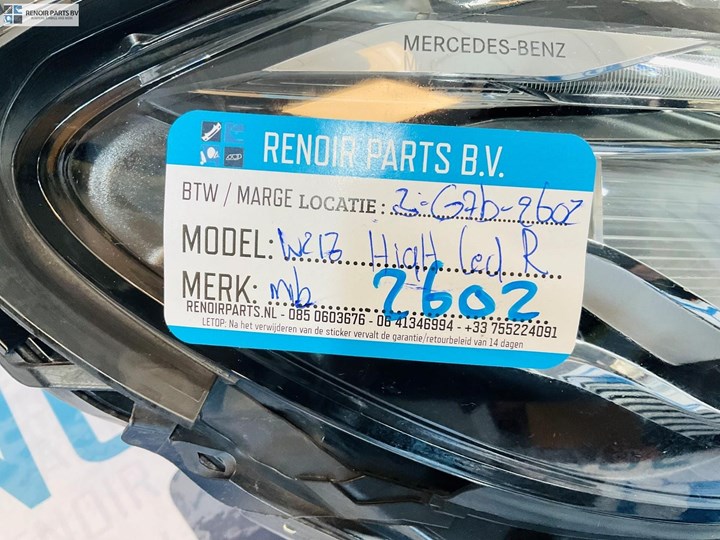 RENOIR PARTS BV
MERCEDES-BENZ
RENOIR PARTS B.V.
BTW / MARGE LOCATIE : 2-G7b-2602
MODEL: W213 High Led R
MERK: mb 2602
RENOIRPARTS.NL - 085 0603676 - 06 41346994 - +33 755224091
LETOP: Na het verwijderen van de sticker vervalt de garantie/retourbeleid van 14 dagen
RENOIR